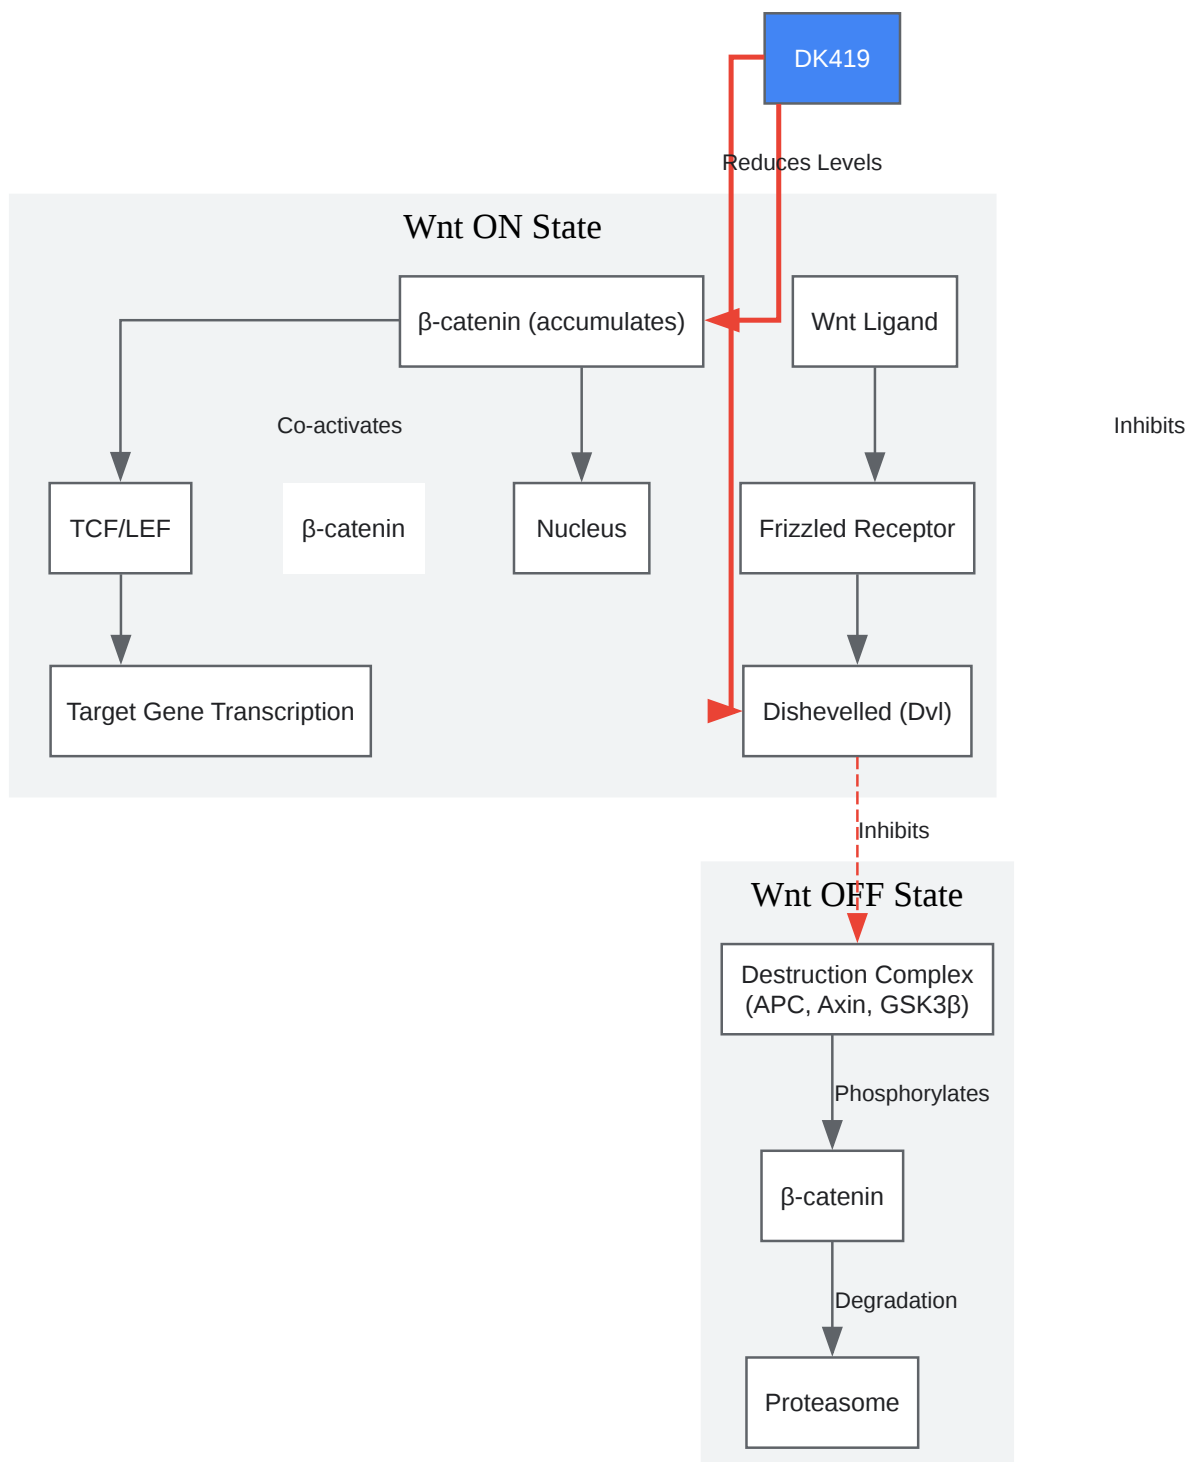 DK419
Reduces Levels
Wnt ON State
β-catenin (accumulates)
Wnt Ligand
Co-activates
Inhibits
TCF/LEF
β-catenin
Nucleus
Frizzled Receptor
Target Gene Transcription
Dishevelled (Dvl)
Inhibits
Wnt OFF State
Destruction Complex
(APC, Axin, GSK3β)
Phosphorylates
β-catenin
Degradation
Proteasome